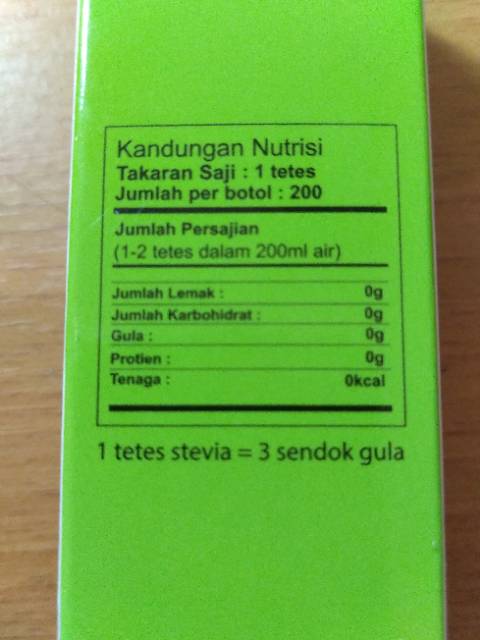 Kandungan Nutrisi
Takaran Saji : 1 tetes
Jumlah per botol : 200
Jumlah Persajian
(1-2 tetes dalam 200ml air)
Jumlah Lemak : 0g
Jumlah Karbohidrat : 0g
Gula : 0g
Protien : 0g
Tenaga : 0kcal
1 tetes stevia = 3 sendok gula